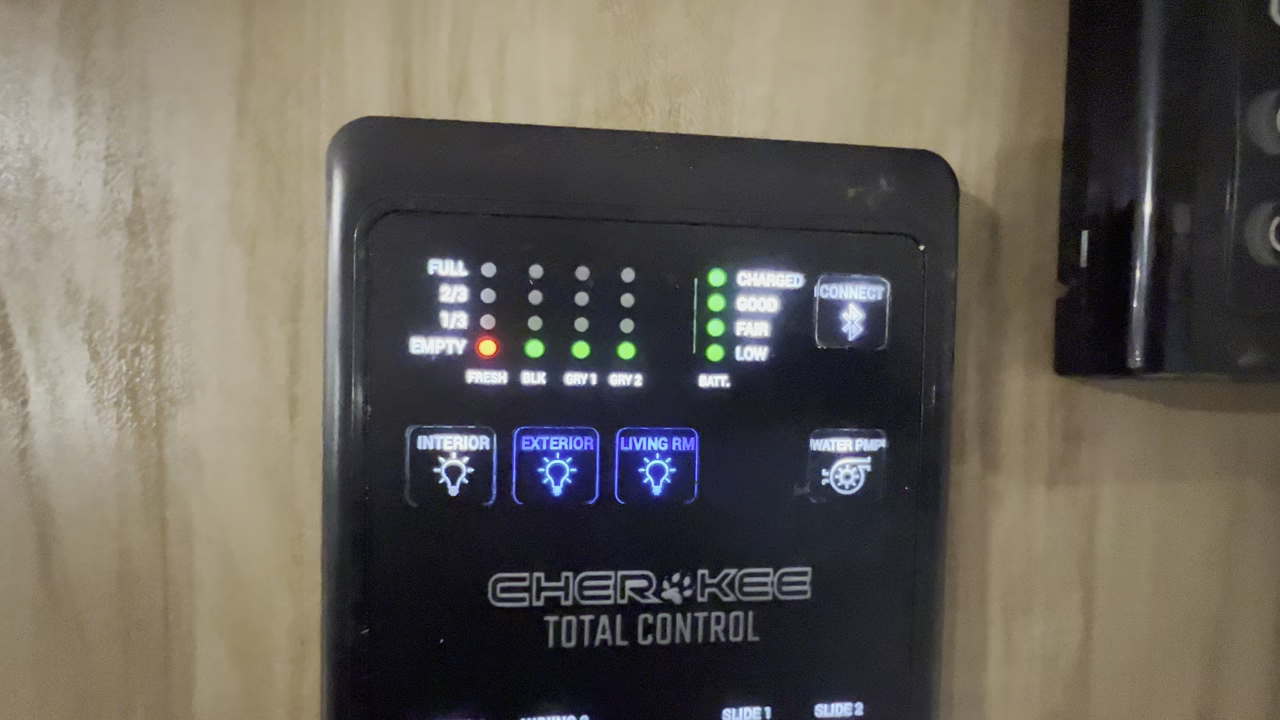 FULL
2/3
1/3
EMPTY
FRESH BLK GRY 1 GRY 2
CHARGED
GOOD
FAIR
LOW
BATT.
CONNECT
INTERIOR EXTERIOR LIVING RM WATER PMP
CHEROKEE
TOTAL CONTROL
SLIDE 1 SLIDE 2